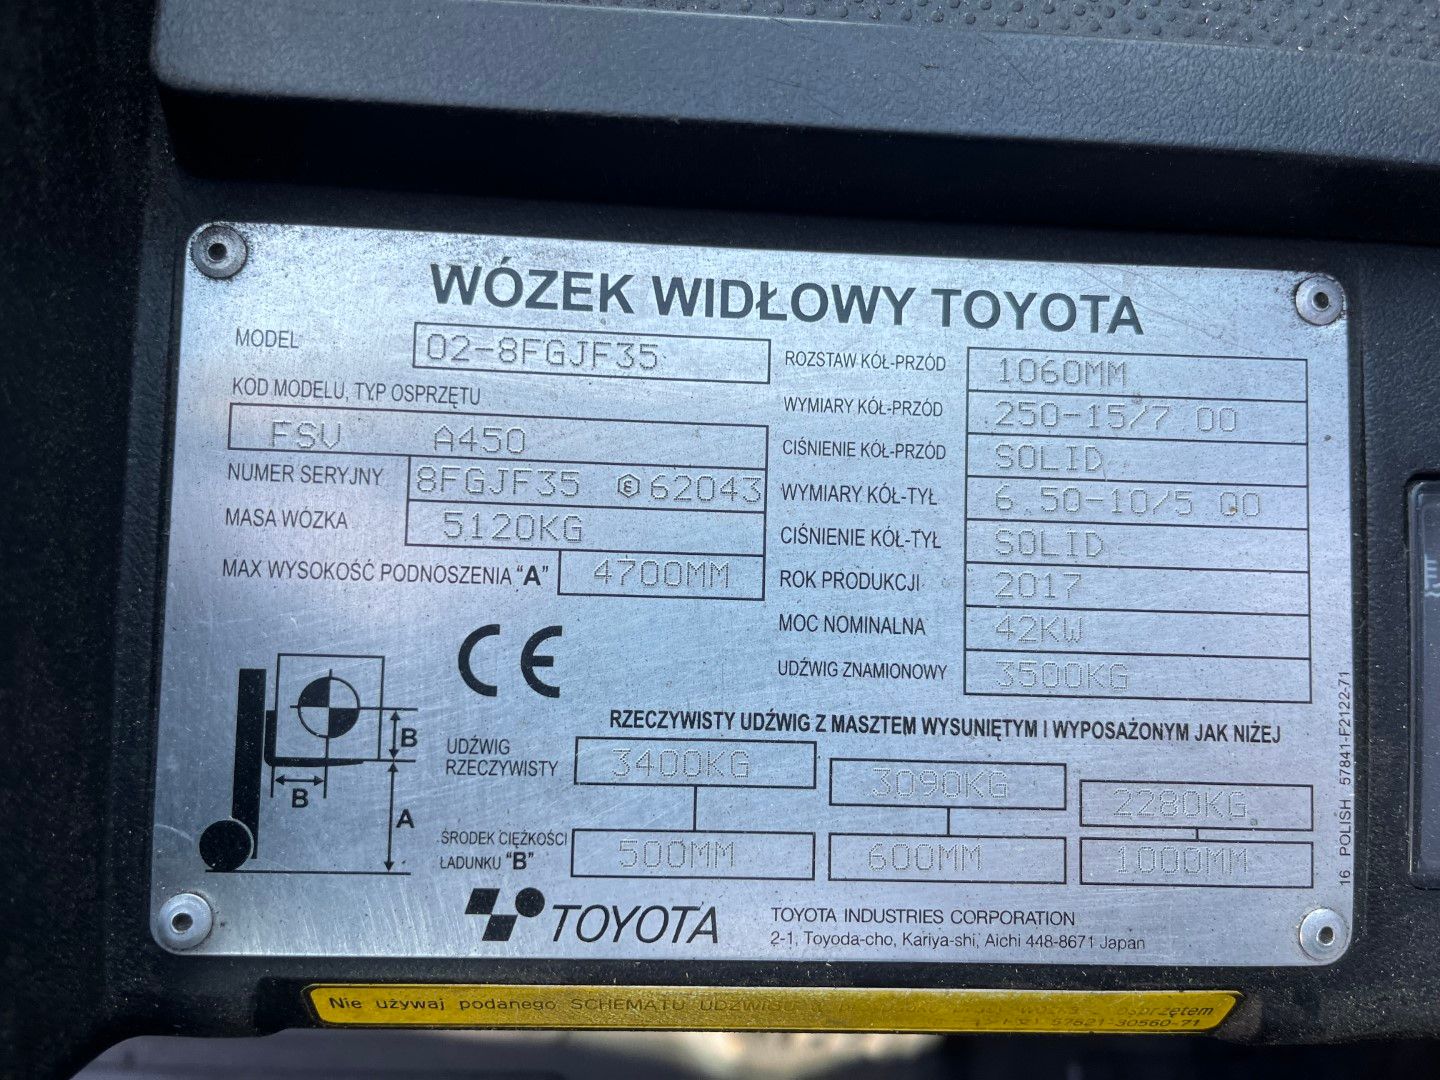 WÓZEK WIDŁOWY TOYOTA
MODEL 02-8FGJF35
KOD MODELU, TYP OSPRZĘTU
FSV A450
NUMER SERYJNY 8FGJF35 Ⓔ62043
MASA WÓZKA 5120KG
MAX WYSOKOŚĆ PODNOSZENIA "A" 4700MM
ROZSTAW KÓŁ-PRZÓD 1060MM
WYMIARY KÓŁ-PRZÓD 250-15/7.00
CIŚNIENIE KÓŁ-PRZÓD SOLID
WYMIARY KÓŁ-TYŁ 6.50-10/5.00
CIŚNIENIE KÓŁ-TYŁ SOLID
ROK PRODUKCJI 2017
MOC NOMINALNA 42KW
UDŹWIG ZNAMIONOWY 3500KG
CE
B
B
A
RZECZYWISTY UDŹWIG Z MASZTEM WYSUNIĘTYM I WYPOSAŻONYM JAK NIŻEJ
UDŹWIG
RZECZYWISTY 3400KG 3090KG 2280KG
ŚRODEK CIĘŻKOŚCI
ŁADUNKU "B" 500MM 600MM 1000MM
TOYOTA
TOYOTA INDUSTRIES CORPORATION
2-1, Toyoda-cho, Kariya-shi, Aichi 448-8671 Japan
16 POLISH 57841-F2122-71
Nie używaj podanego SCHEMATU osprzętem
57521-30560-71